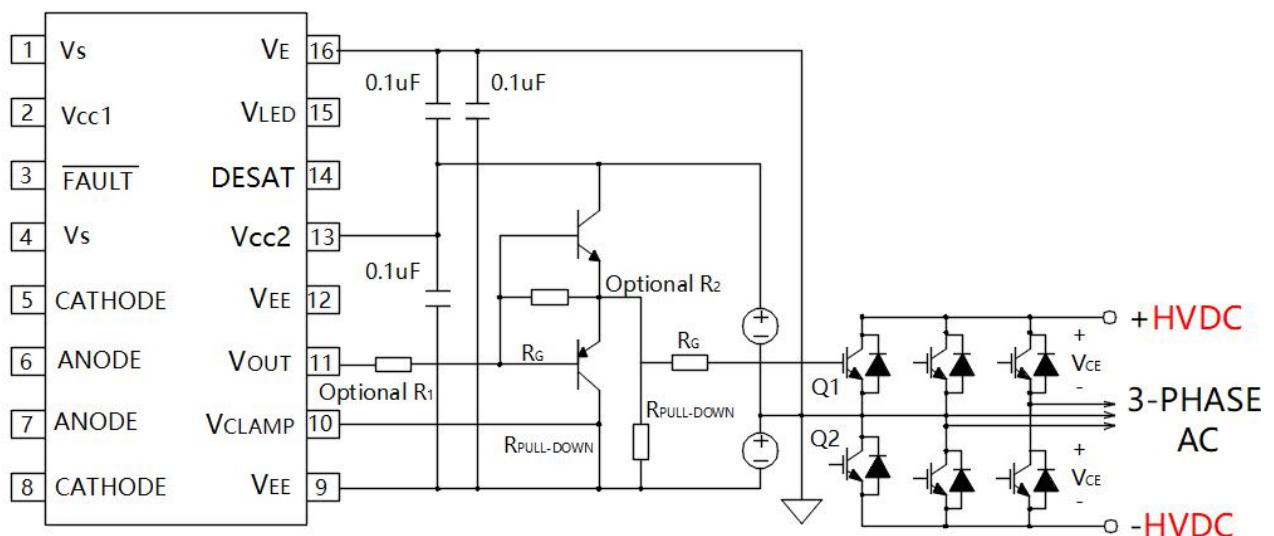 1 Vs VE 16
0.1uF 0.1uF
2 Vcc1 VLED 15
3 FAULT DESAT 14
4 Vs Vcc2 13
0.1uF
Optional R2
5 CATHODE VEE 12
+
-
+HVDC
6 ANODE VOUT 11
RG
RG
Q1
+
VCE
-
Optional R1
3-PHASE
AC
7 ANODE VCLAMP 10
RPULL-DOWN
RPULL-DOWN
Q2
+
-
+
VCE
-
8 CATHODE VEE 9
-HVDC